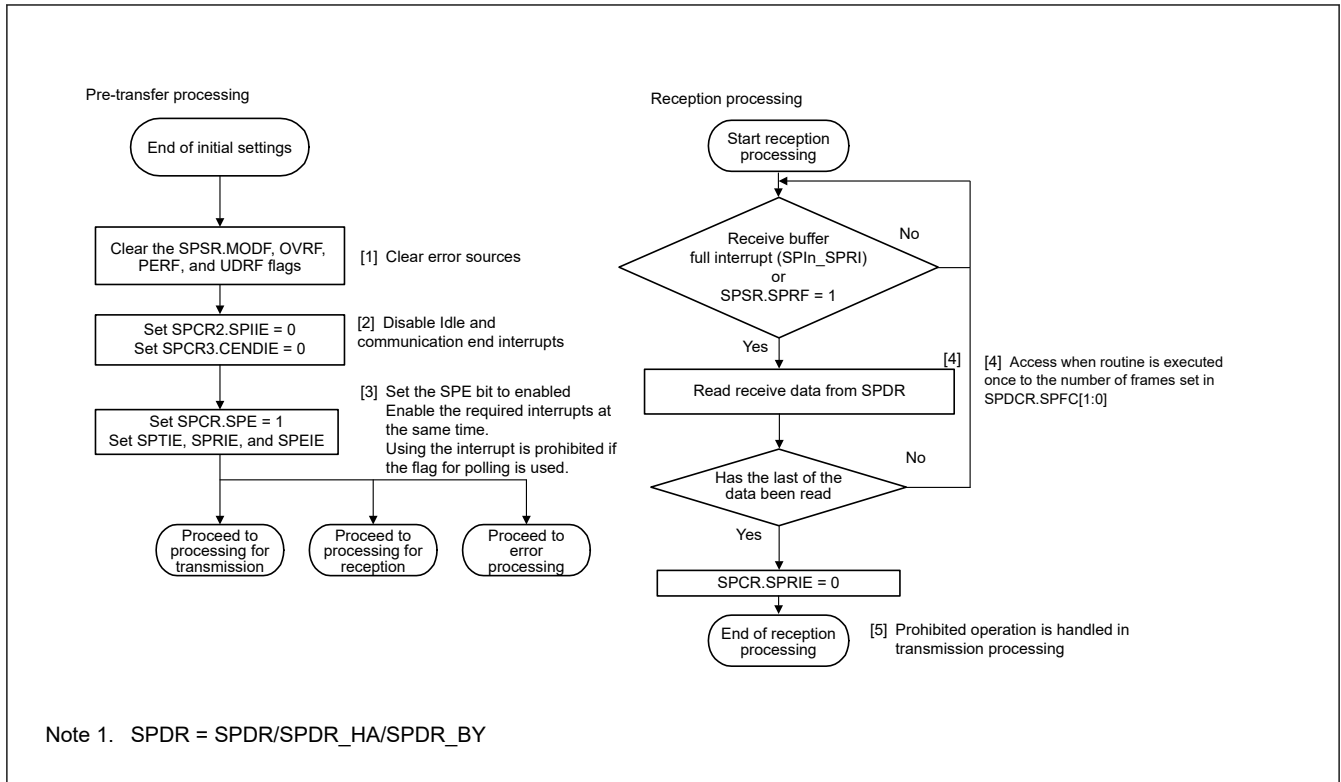 Pre-transfer processing
End of initial settings
Clear the SPSR.MODF, OVRF,
PERF, and UDRF flags
[1] Clear error sources
Set SPCR2.SPIIE = 0
Set SPCR3.CENDIE = 0
[2] Disable Idle and
communication end interrupts
Set SPCR.SPE = 1
Set SPTIE, SPRIE, and SPEIE
[3] Set the SPE bit to enabled
Enable the required interrupts at
the same time.
Using the interrupt is prohibited if
the flag for polling is used.
Proceed to
processing for
transmission
Proceed to
processing for
reception
Proceed to
error
processing
Reception processing
Start reception
processing
Receive buffer
full interrupt (SPIn_SPRI)
or
SPSR.SPRF = 1
No
Yes
Read receive data from SPDR
[4]
[4] Access when routine is executed
once to the number of frames set in
SPDCR.SPFC[1:0]
Has the last of the
data been read
No
Yes
SPCR.SPRIE = 0
End of reception
processing
[5] Prohibited operation is handled in
transmission processing
Note 1. SPDR = SPDR/SPDR_HA/SPDR_BY